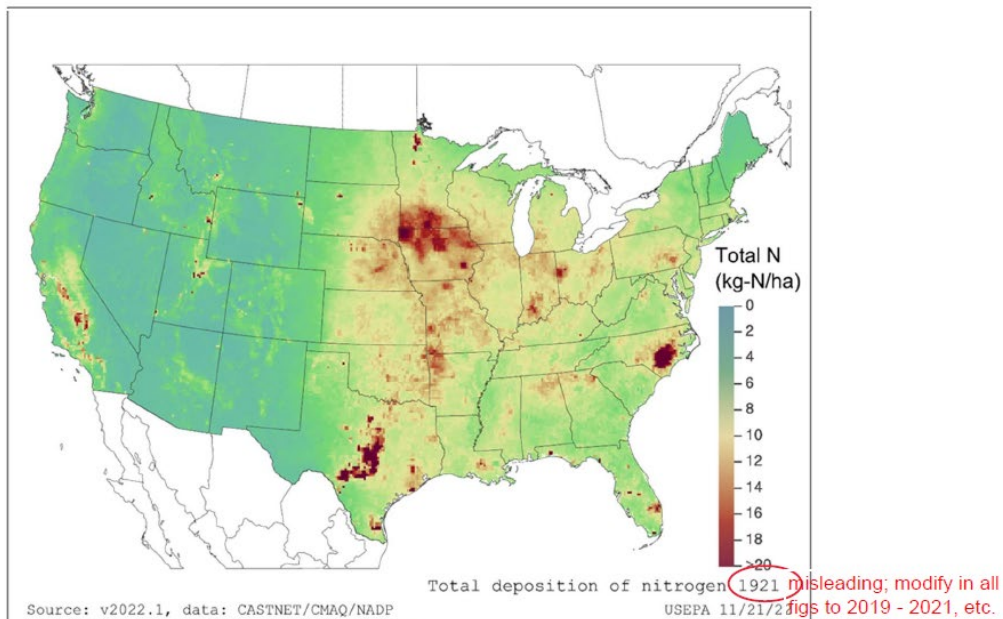 Total N
(kg-N/ha)
0
2
4
6
8
10
12
14
16
18
>20
Total deposition of nitrogen 1921
misleading; modify in all
figs to 2019 - 2021, etc.
Source: v2022.1, data: CASTNET/CMAQ/NADP
USEPA 11/21/22